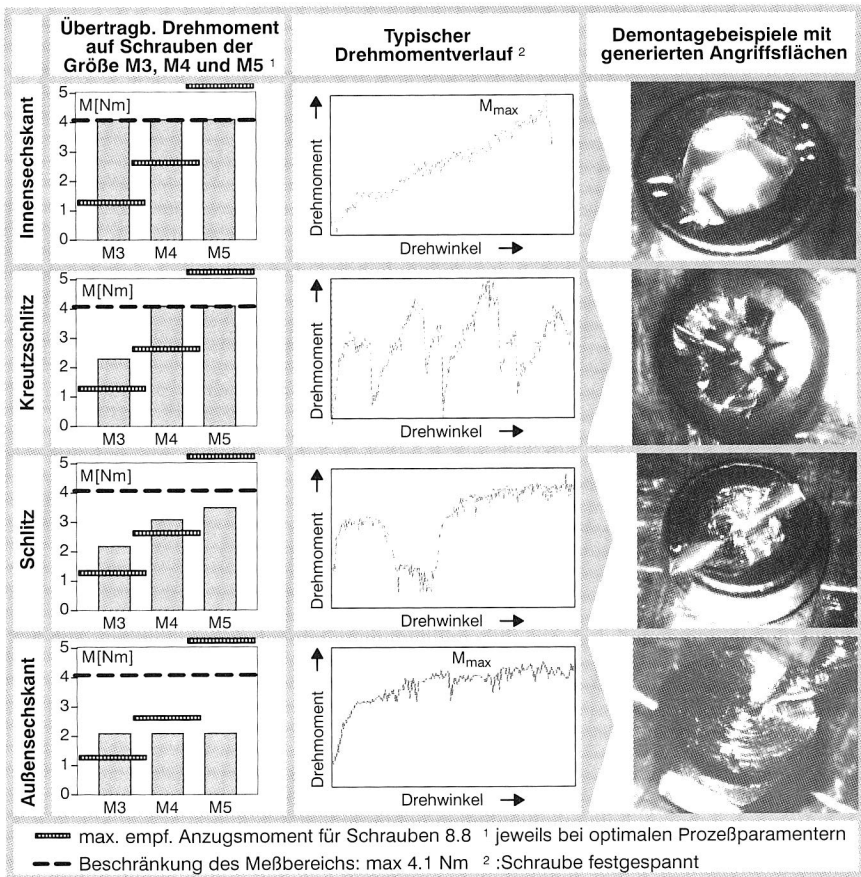 Übertragb. Drehmoment
auf Schrauben der
Größe M3, M4 und M5 ¹
Typischer
Drehmomentverlauf ²
Demontagebeispiele mit
generierten Angriffsflächen
Innensechskant
M[Nm]
5
4
3
2
1
0
M3 M4 M5
Drehmoment
Mmax
Drehwinkel
Kreutzschlitz
M[Nm]
5
4
3
2
1
0
M3 M4 M5
Drehmoment
Drehwinkel
Schlitz
M[Nm]
5
4
3
2
1
0
M3 M4 M5
Drehmoment
Drehwinkel
Außensechskant
M[Nm]
5
4
3
2
1
0
M3 M4 M5
Drehmoment
Mmax
Drehwinkel
max. empf. Anzugsmoment für Schrauben 8.8 ¹ jeweils bei optimalen Prozeßparamentern
Beschränkung des Meßbereichs: max 4.1 Nm ² :Schraube festgespannt